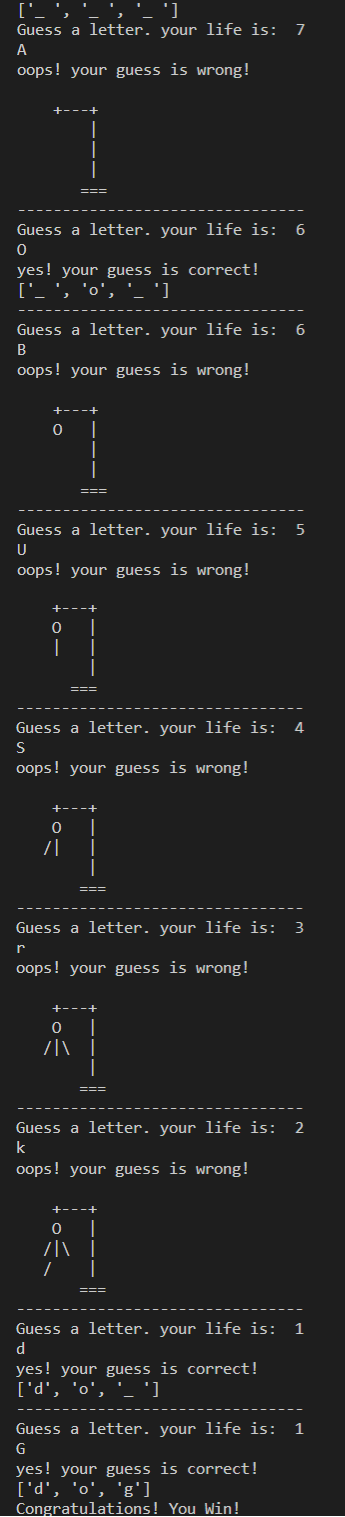 ['_ ', '_ ', '_ ']
Guess a letter. your life is:  7
A
oops! your guess is wrong!

    +---+
        |
        |
        |
       ===
--------------------------------
Guess a letter. your life is:  6
O
yes! your guess is correct!
['_ ', 'o', '_ ']
--------------------------------
Guess a letter. your life is:  6
B
oops! your guess is wrong!

    +---+
    O   |
        |
        |
       ===
--------------------------------
Guess a letter. your life is:  5
U
oops! your guess is wrong!

    +---+
    O   |
    |   |
        |
      ===
--------------------------------
Guess a letter. your life is:  4
S
oops! your guess is wrong!

    +---+
    O   |
   /|   |
        |
       ===
--------------------------------
Guess a letter. your life is:  3
r
oops! your guess is wrong!

    +---+
    O   |
   /|\  |
        |
       ===
--------------------------------
Guess a letter. your life is:  2
k
oops! your guess is wrong!

    +---+
    O   |
   /|\  |
   /    |
       ===
--------------------------------
Guess a letter. your life is:  1
d
yes! your guess is correct!
['d', 'o', '_ ']
--------------------------------
Guess a letter. your life is:  1
G
yes! your guess is correct!
['d', 'o', 'g']
Congratulations! You Win!